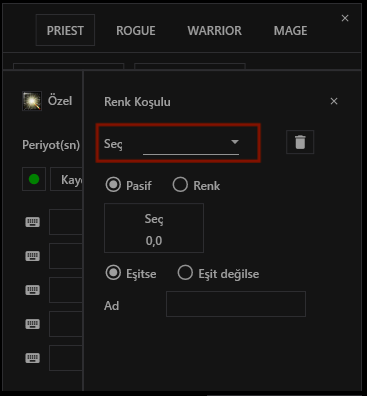 PRIEST ROGUE WARRIOR MAGE
Özel
Renk Koşulu
Periyot(sn)
Seç
Pasif Renk
Kay
Seç
0,0
Eşitse Eşit değilse
Ad